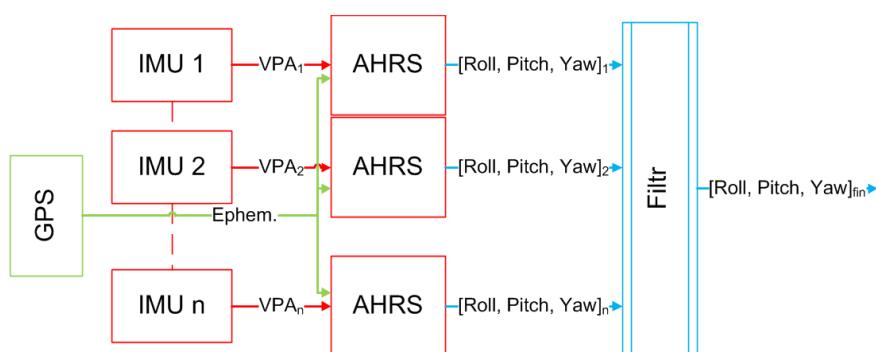 IMU 1
VPA₁
AHRS
[Roll, Pitch, Yaw]₁
IMU 2
VPA₂
AHRS
[Roll, Pitch, Yaw]₂
GPS
Ephem.
Filtr
[Roll, Pitch, Yaw]fin
IMU n
VPAₙ
AHRS
[Roll, Pitch, Yaw]ₙ